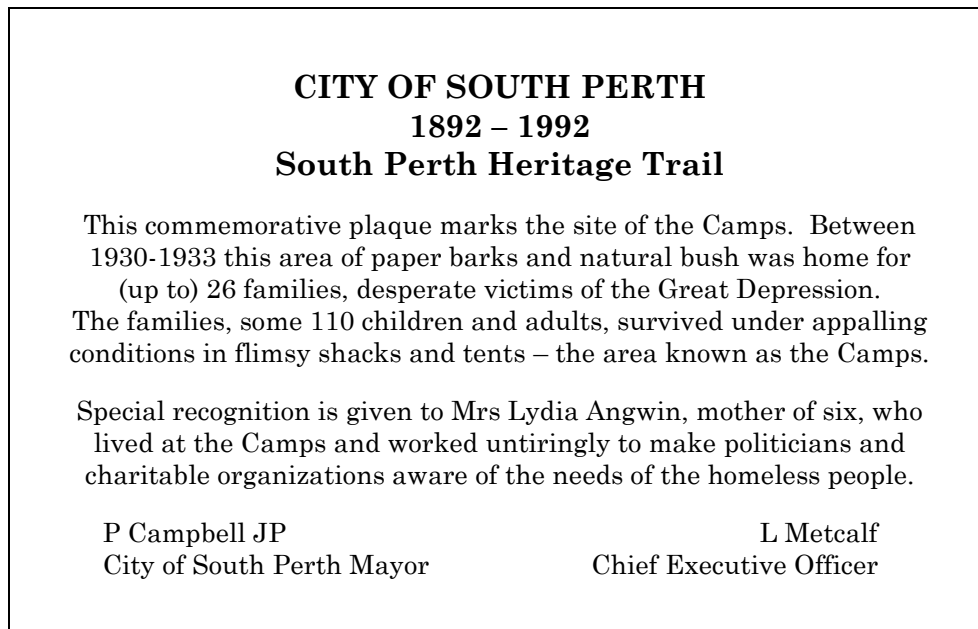 CITY OF SOUTH PERTH
1892 – 1992
South Perth Heritage Trail
This commemorative plaque marks the site of the Camps.  Between
1930-1933 this area of paper barks and natural bush was home for
(up to) 26 families, desperate victims of the Great Depression.
The families, some 110 children and adults, survived under appalling
conditions in flimsy shacks and tents – the area known as the Camps.
Special recognition is given to Mrs Lydia Angwin, mother of six, who
lived at the Camps and worked untiringly to make politicians and
charitable organizations aware of the needs of the homeless people.
P Campbell JP L Metcalf
City of South Perth Mayor Chief Executive Officer